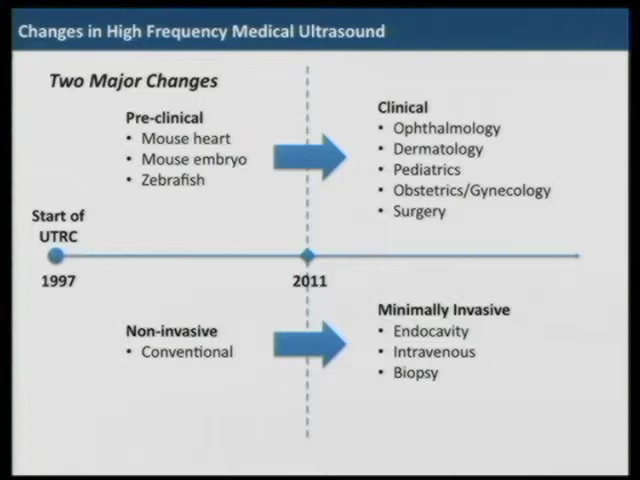 Changes in High Frequency Medical Ultrasound
Two Major Changes
Pre-clinical
• Mouse heart
• Mouse embryo
• Zebrafish
Clinical
• Ophthalmology
• Dermatology
• Pediatrics
• Obstetrics/Gynecology
• Surgery
Start of
UTRC
1997
2011
Non-invasive
• Conventional
Minimally Invasive
• Endocavity
• Intravenous
• Biopsy